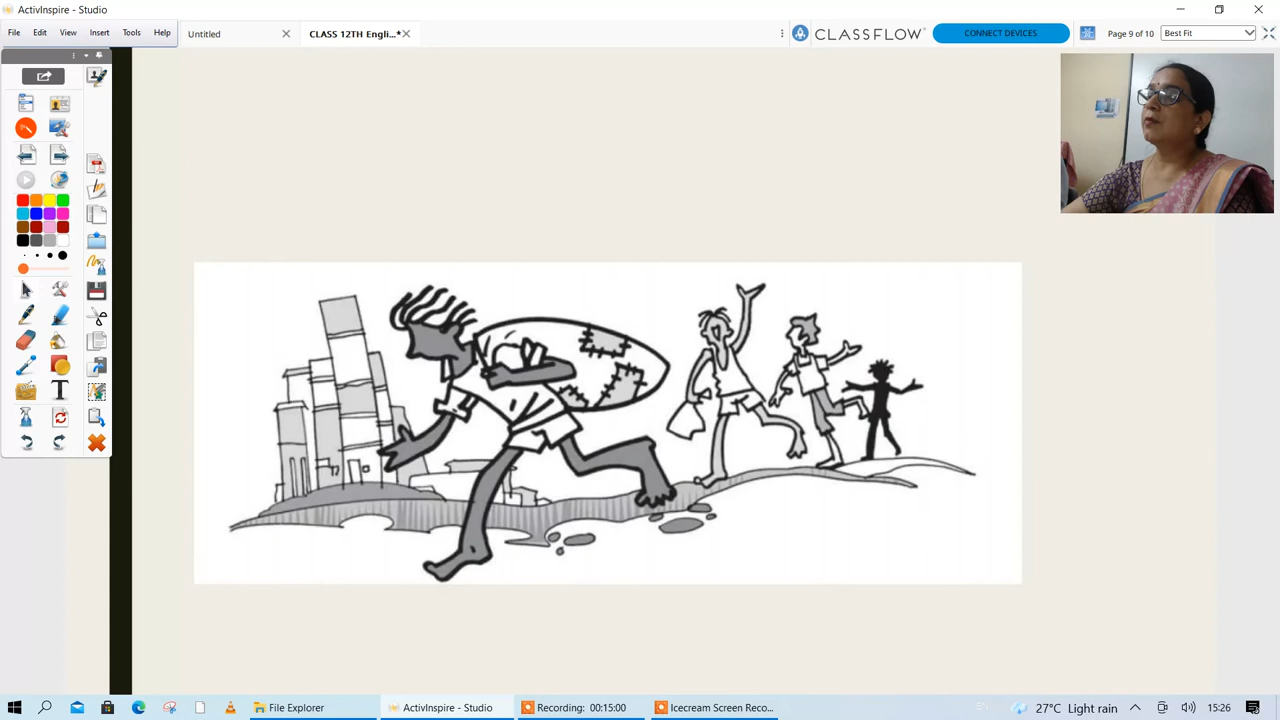 ActivInspire - Studio
File Edit View Insert Tools Help
Untitled
CLASS 12TH Engli...*
CLASSFLOW
CONNECT DEVICES
Page 9 of 10
Best Fit
File Explorer
ActivInspire - Studio
Recording: 00:15:00
Icecream Screen Reco...
EN
27°C Light rain
15:26